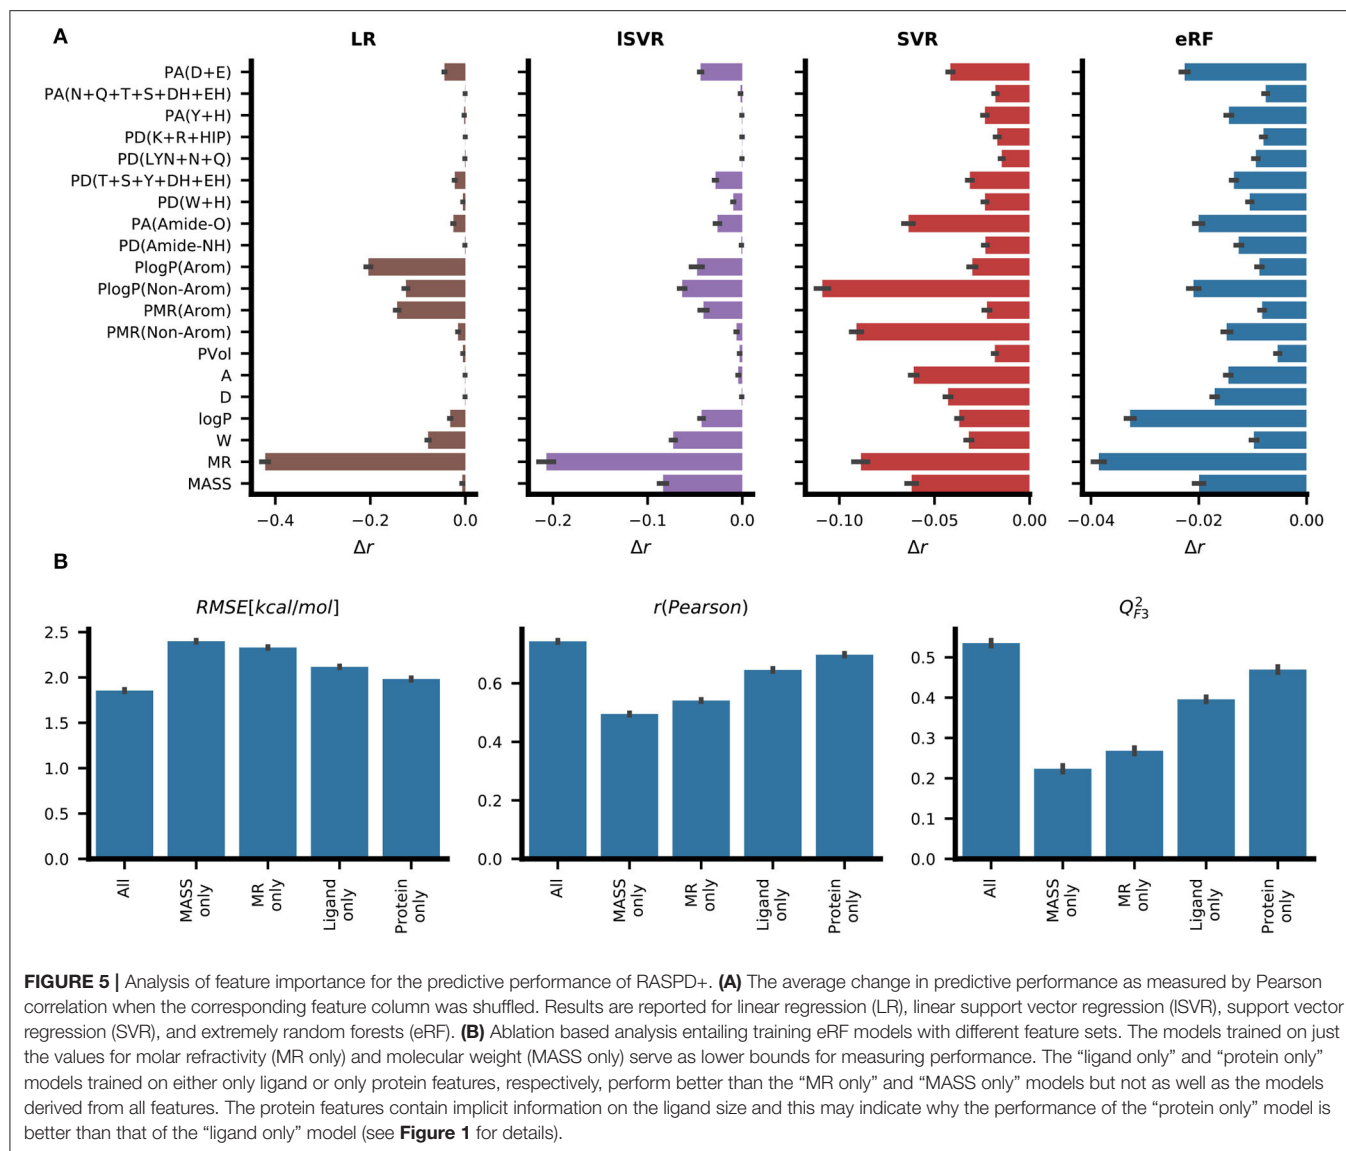 A
LR
lSVR
SVR
eRF
PA(D+E)
PA(N+Q+T+S+DH+EH)
PA(Y+H)
PD(K+R+HIP)
PD(LYN+N+Q)
PD(T+S+Y+DH+EH)
PD(W+H)
PA(Amide-O)
PD(Amide-NH)
PlogP(Arom)
PlogP(Non-Arom)
PMR(Arom)
PMR(Non-Arom)
PVol
A
D
logP
W
MR
MASS
−0.4 −0.2 0.0
−0.2 −0.1 0.0
−0.10 −0.05 0.00
−0.04 −0.02 0.00
Δr Δr Δr Δr
B
RMSE[kcal/mol]
2.5
2.0
1.5
1.0
0.5
0.0
All
MASS only
MR only
Ligand only
Protein only
r(Pearson)
0.6
0.4
0.2
0.0
All
MASS only
MR only
Ligand only
Protein only
Q²F3
0.5
0.4
0.3
0.2
0.1
0.0
All
MASS only
MR only
Ligand only
Protein only
FIGURE 5 | Analysis of feature importance for the predictive performance of RASPD+. (A) The average change in predictive performance as measured by Pearson
correlation when the corresponding feature column was shuffled. Results are reported for linear regression (LR), linear support vector regression (lSVR), support vector
regression (SVR), and extremely random forests (eRF). (B) Ablation based analysis entailing training eRF models with different feature sets. The models trained on just
the values for molar refractivity (MR only) and molecular weight (MASS only) serve as lower bounds for measuring performance. The “ligand only” and “protein only”
models trained on either only ligand or only protein features, respectively, perform better than the “MR only” and “MASS only” models but not as well as the models
derived from all features. The protein features contain implicit information on the ligand size and this may indicate why the performance of the “protein only” model is
better than that of the “ligand only” model (see Figure 1 for details).